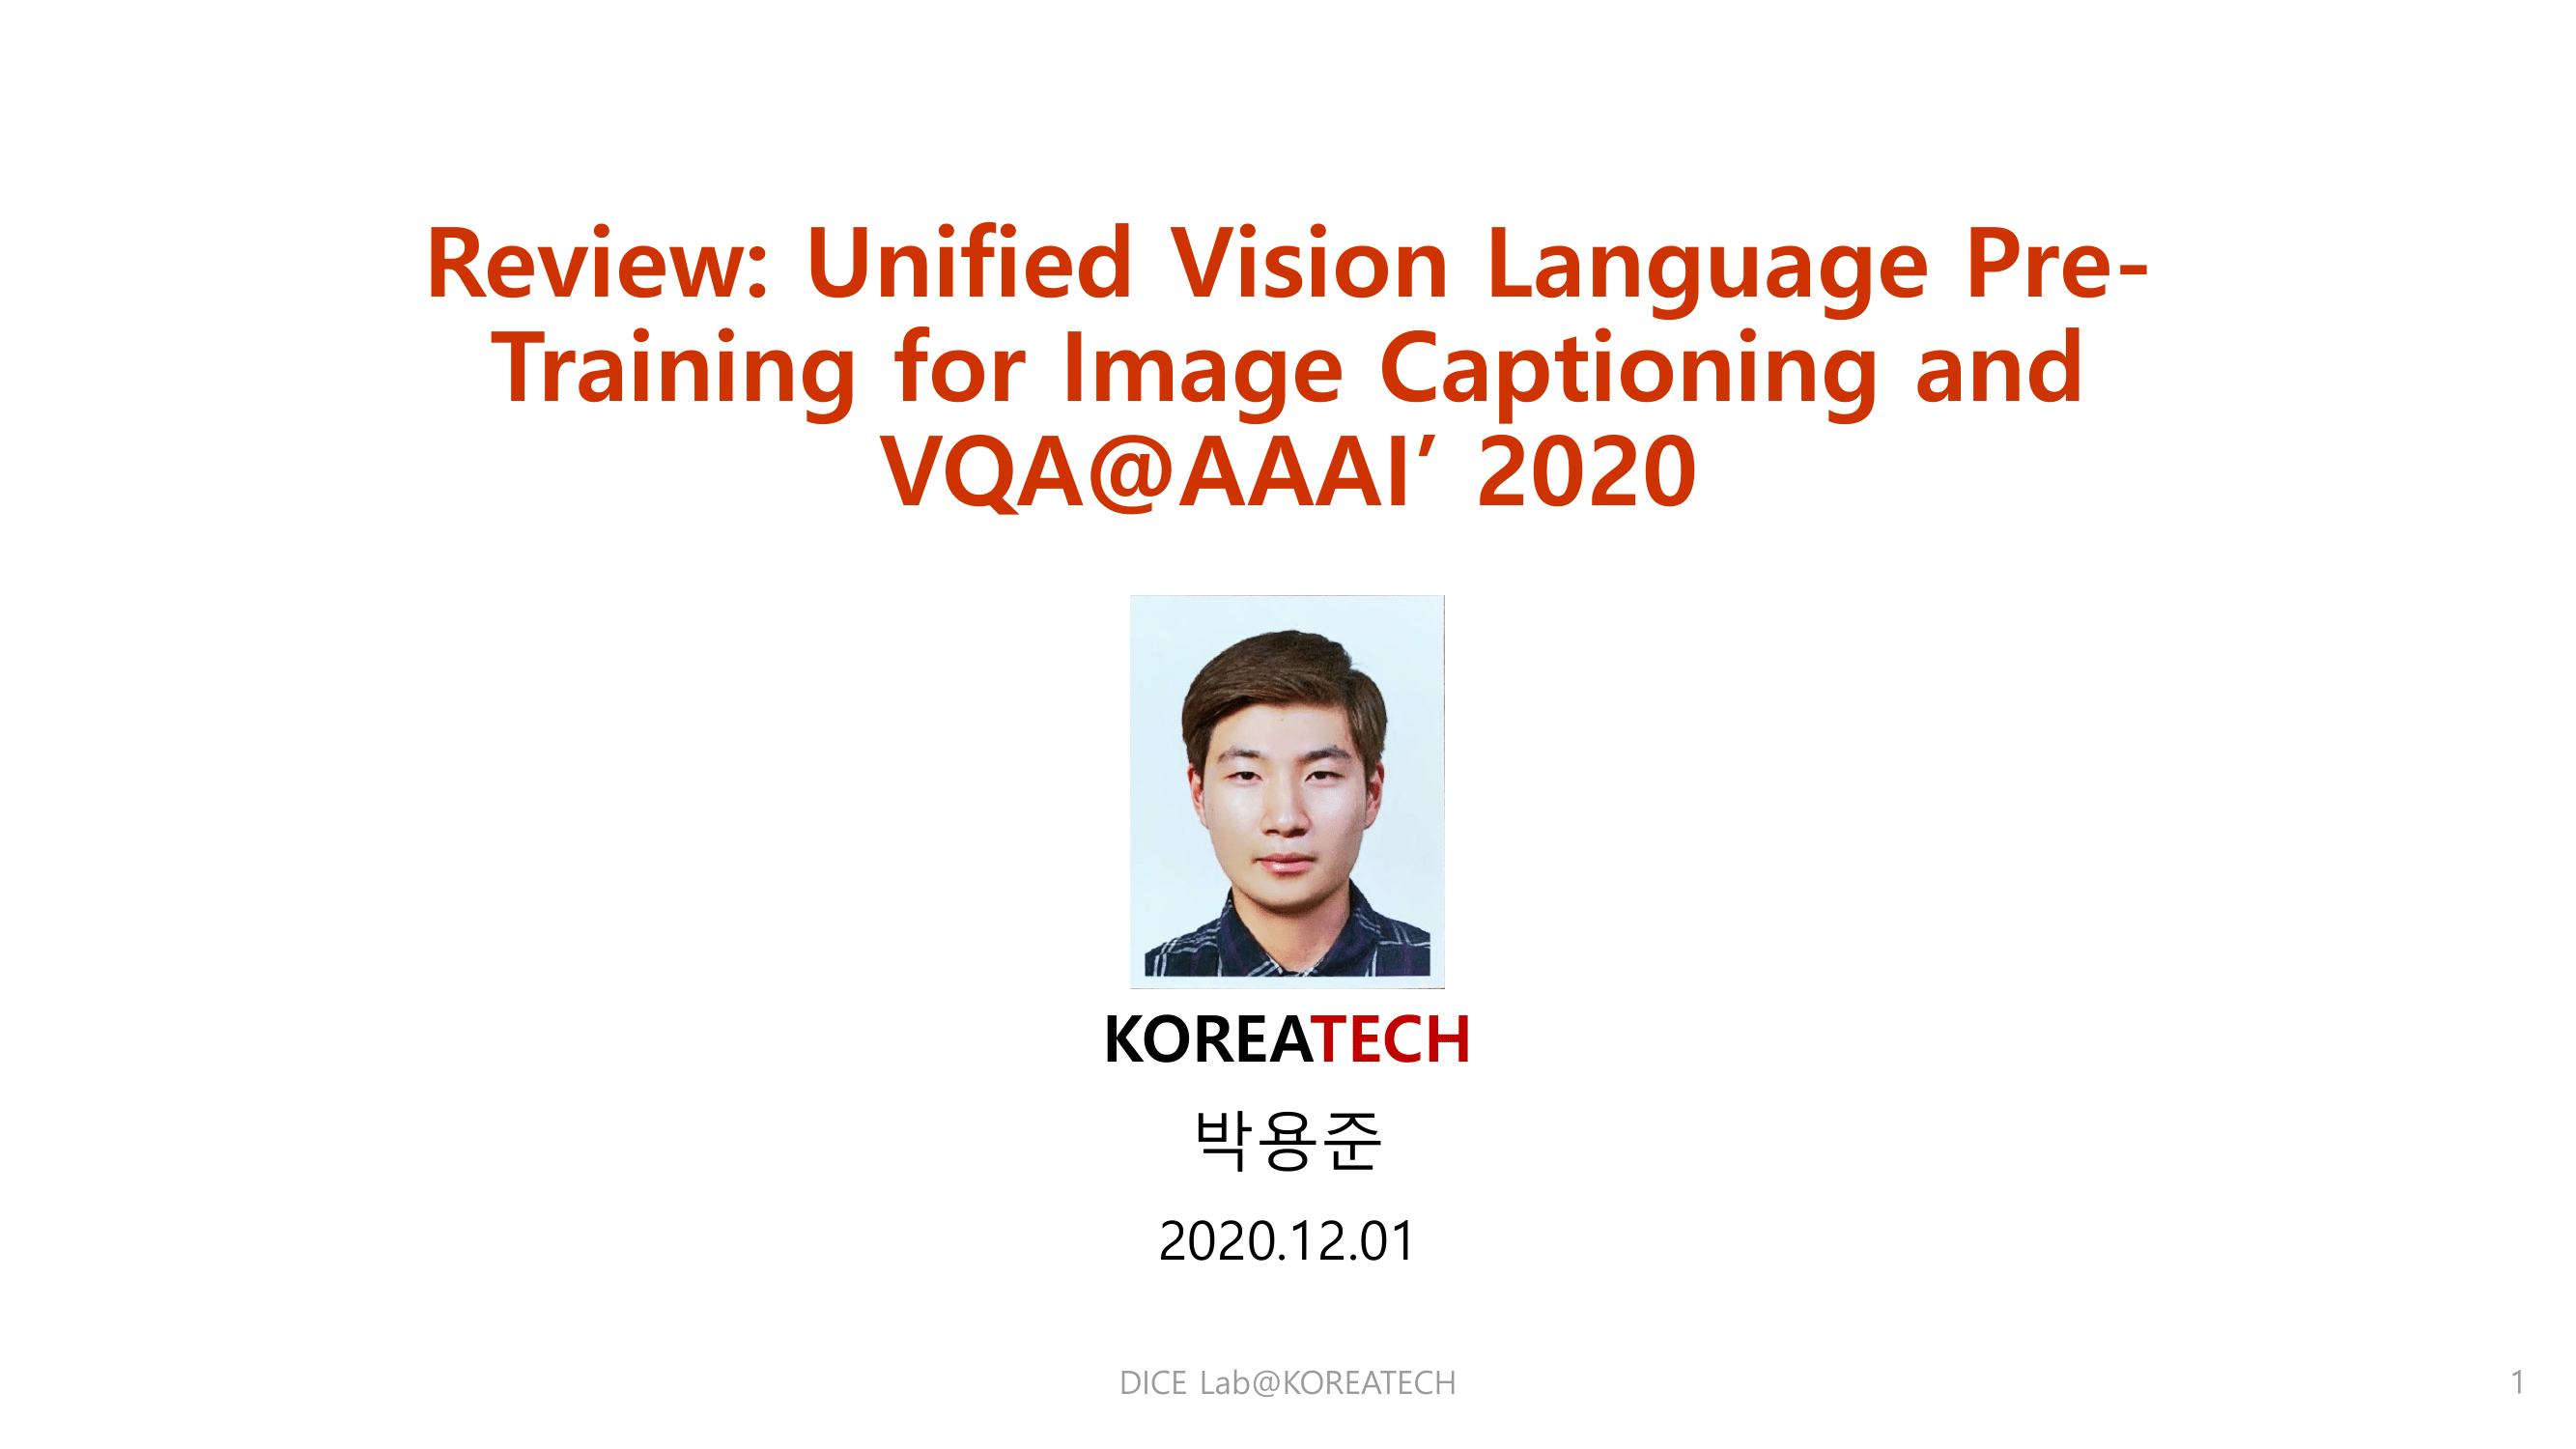 Review: Unified Vision Language Pre-
Training for Image Captioning and
VQA@AAAI’ 2020
KOREATECH
박용준
2020.12.01
DICE Lab@KOREATECH
1